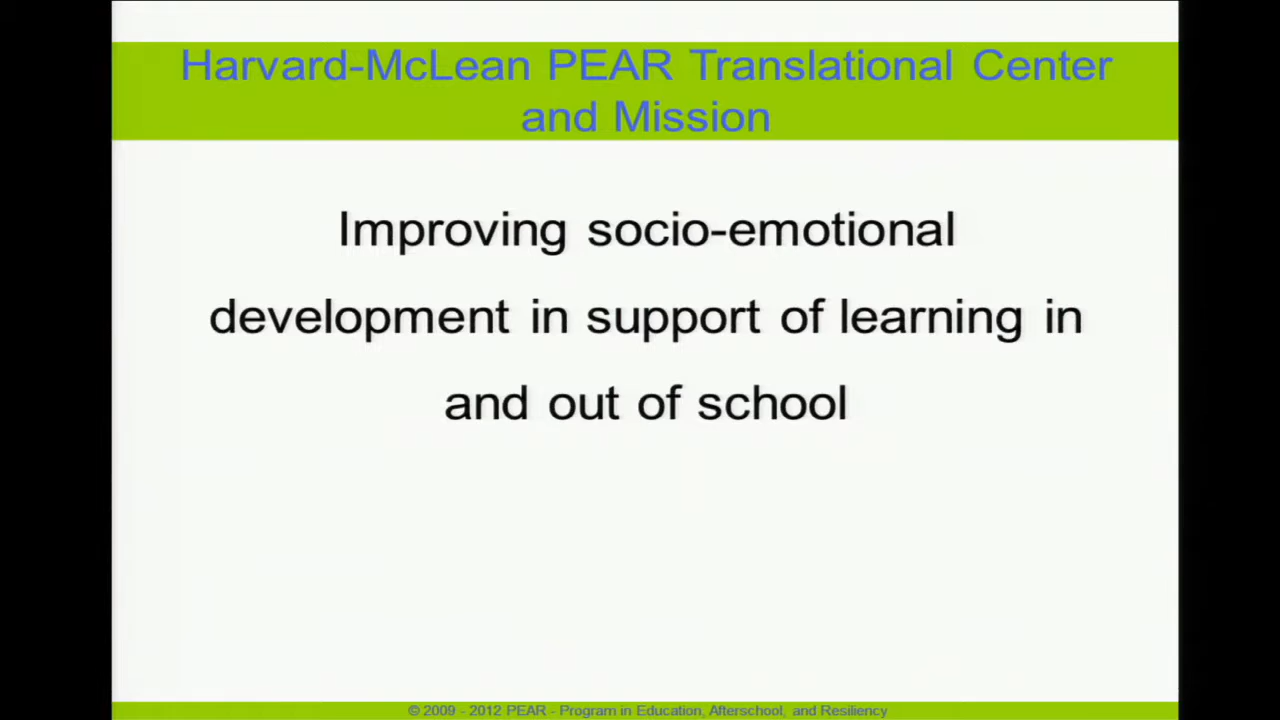 Harvard-McLean PEAR Translational Center
and Mission
Improving socio-emotional
development in support of learning in
and out of school
© 2009 - 2012 PEAR - Program in Education, Afterschool, and Resiliency